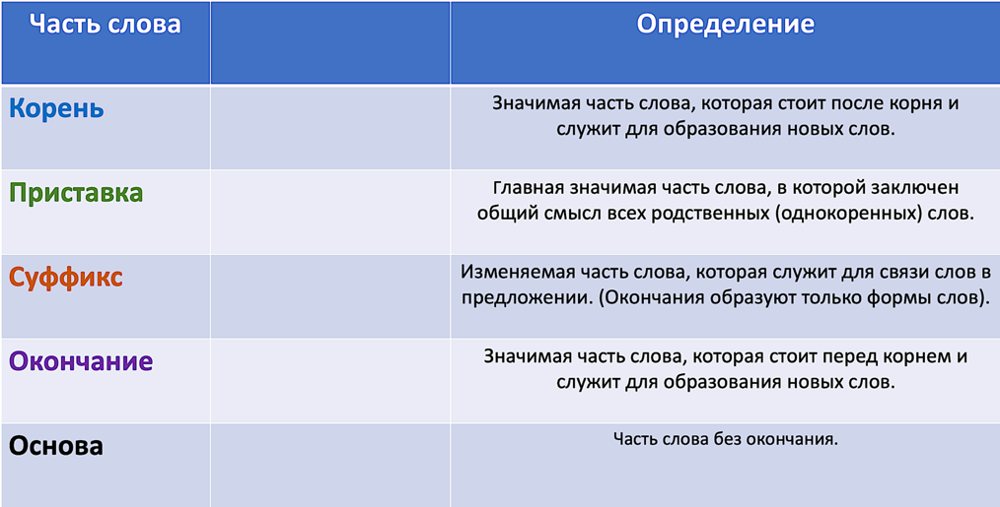 Часть слова
Определение
Корень
Значимая часть слова, которая стоит после корня и
служит для образования новых слов.
Приставка
Главная значимая часть слова, в которой заключен
общий смысл всех родственных (однокоренных) слов.
Суффикс
Изменяемая часть слова, которая служит для связи слов в
предложении. (Окончания образуют только формы слов).
Окончание
Значимая часть слова, которая стоит перед корнем и
служит для образования новых слов.
Основа
Часть слова без окончания.